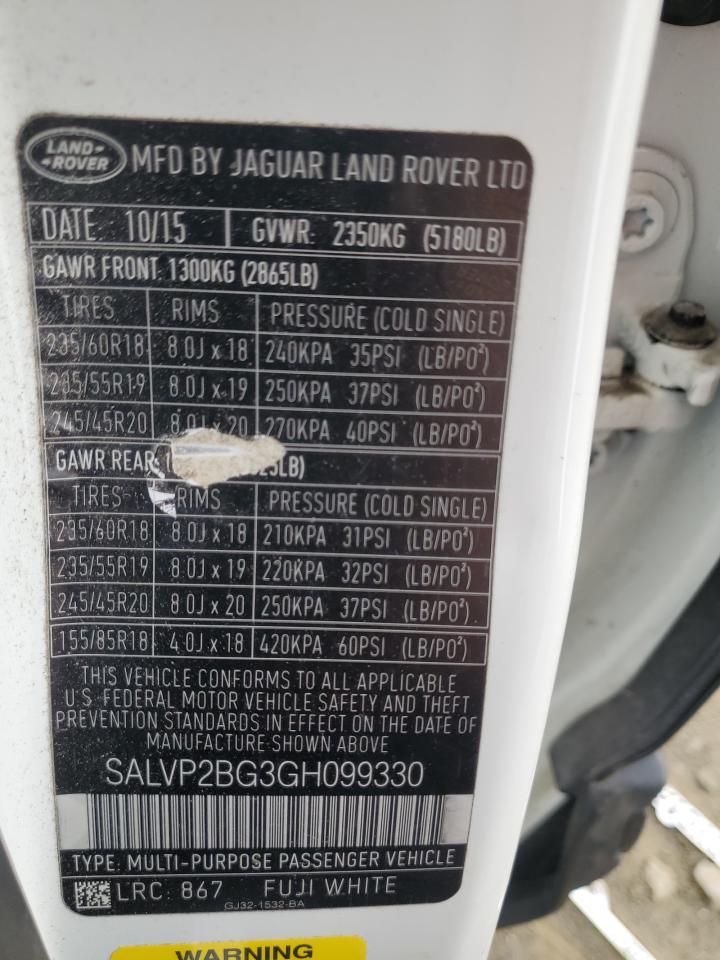 LAND-
-ROVER
MFD BY JAGUAR LAND ROVER LTD
DATE: 10/15 GVWR: 2350KG (5180LB)
GAWR FRONT: 1300KG (2865LB)
TIRES RIMS PRESSURE (COLD SINGLE)
235/60R18 8.0J x 18 240KPA 35PSI (LB/PO²)
235/55R19 8.0J x 19 250KPA 37PSI (LB/PO²)
245/45R20 8.0J x 20 270KPA 40PSI (LB/PO²)
GAWR REAR:
TIRES RIMS PRESSURE (COLD SINGLE)
235/60R18 8.0J x 18 210KPA 31PSI (LB/PO²)
235/55R19 8.0J x 19 220KPA 32PSI (LB/PO²)
245/45R20 8.0J x 20 250KPA 37PSI (LB/PO²)
155/85R18 4.0J x 18 420KPA 60PSI (LB/PO²)
THIS VEHICLE CONFORMS TO ALL APPLICABLE
U.S. FEDERAL MOTOR VEHICLE SAFETY AND THEFT
PREVENTION STANDARDS IN EFFECT ON THE DATE OF
MANUFACTURE SHOWN ABOVE
SALVP2BG3GH099330
TYPE: MULTI-PURPOSE PASSENGER VEHICLE
LRC: 867 FUJI WHITE
GJ32-1532-BA
WARNING